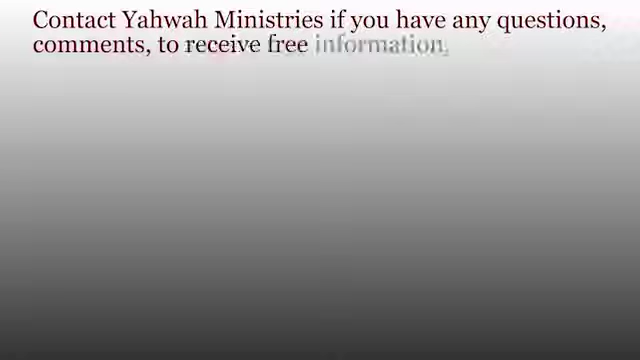 Contact Yahwah Ministries if you have any questions,
comments, to receive free information,